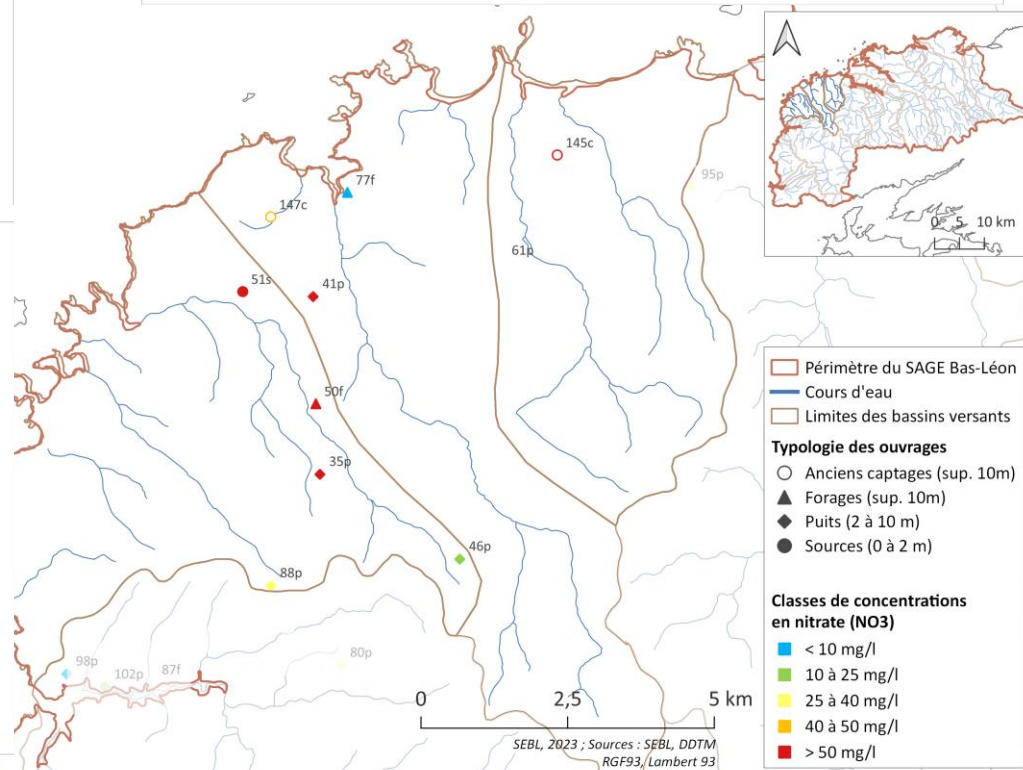 145c
95p
77f
147c
61p
51s
41p
50f
35p
46p
88p
98p
102p
87f
80p
0 5 10 km
Périmètre du SAGE Bas-Léon
Cours d'eau
Limites des bassins versants
Typologie des ouvrages
Anciens captages (sup. 10m)
Forages (sup. 10m)
Puits (2 à 10 m)
Sources (0 à 2 m)
Classes de concentrations
en nitrate (NO3)
< 10 mg/l
10 à 25 mg/l
25 à 40 mg/l
40 à 50 mg/l
> 50 mg/l
0 2,5 5 km
SEBL, 2023 ; Sources : SEBL, DDTM
RGF93, Lambert 93